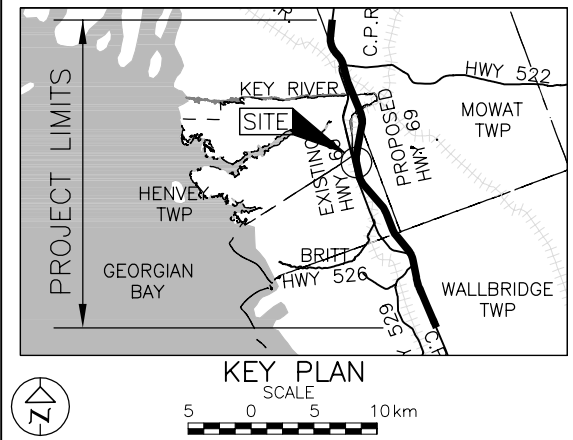 C.P.R.
KEY RIVER
HWY 522
MOWAT
TWP
SITE
PROJECT LIMITS
EXISTING
HWY 69
PROPOSED
HWY 69
HENVEY
TWP
GEORGIAN
BAY
BRITT
HWY 526
WALLBRIDGE
TWP
529
KEY PLAN
SCALE
5 0 5 10km
N